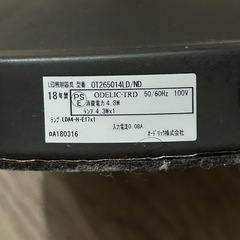 LED照明器具 型番 OT265014LD/ND
18年製 PS E ODELIC-TRD 50/60Hz 100V
消費電力 4.3W
ランプ 4.3W×1
ランプ LDA4-N-E17×1
入力電流 0.08A
AA180316 オーデリック株式会社